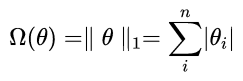 Ω(θ) =∥ θ ∥₁= ∑ᵢⁿ|θᵢ|